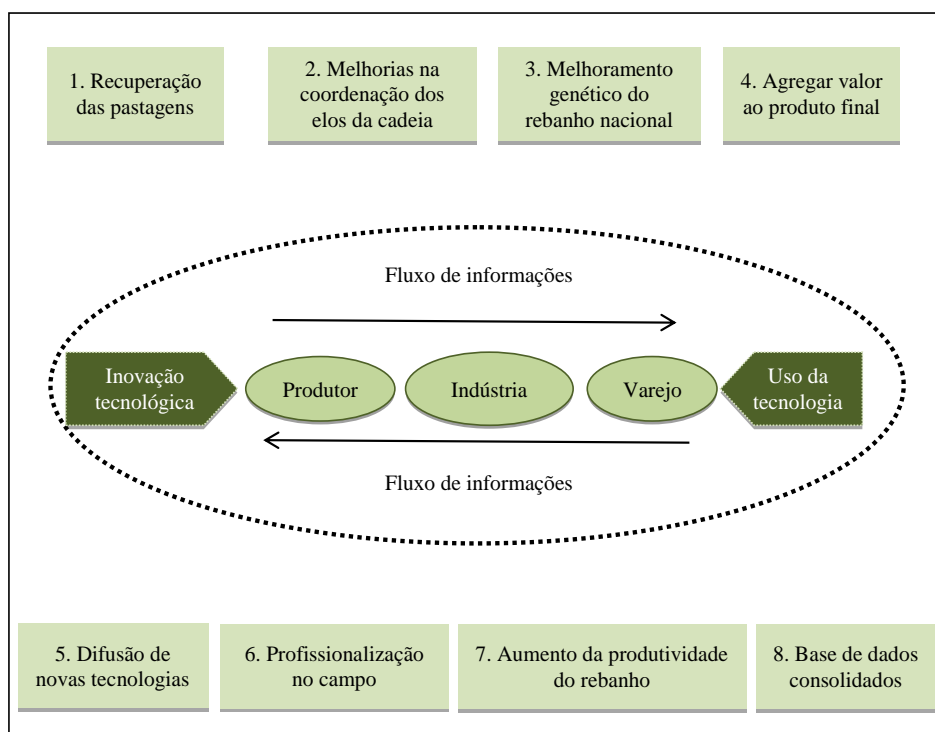 1. Recuperação
das pastagens
2. Melhorias na
coordenação dos
elos da cadeia
3. Melhoramento
genético do
rebanho nacional
4. Agregar valor
ao produto final
Fluxo de informações
Inovação
tecnológica
Produtor
Indústria
Varejo
Uso da
tecnologia
Fluxo de informações
5. Difusão de
novas tecnologias
6. Profissionalização
no campo
7. Aumento da produtividade
do rebanho
8. Base de dados
consolidados